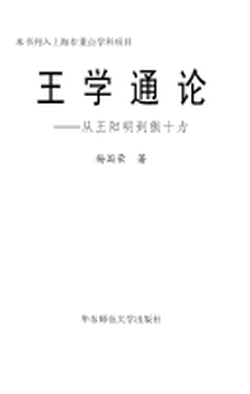 本书列入上海市重点学科项目
王学通论
——从王阳明到熊十力
杨国荣 著
华东师范大学出版社